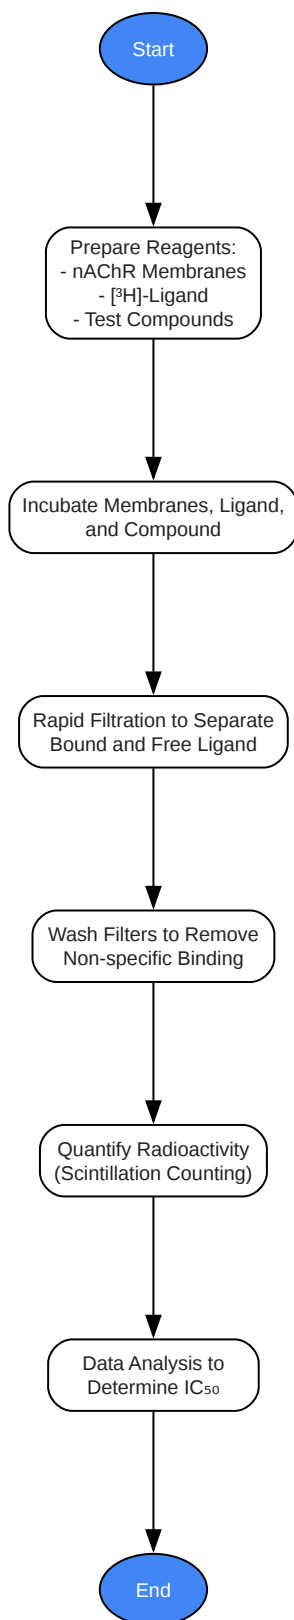 Start
Prepare Reagents:
- nAChR Membranes
- [³H]-Ligand
- Test Compounds
Incubate Membranes, Ligand,
and Compound
Rapid Filtration to Separate
Bound and Free Ligand
Wash Filters to Remove
Non-specific Binding
Quantify Radioactivity
(Scintillation Counting)
Data Analysis to
Determine IC₅₀
End